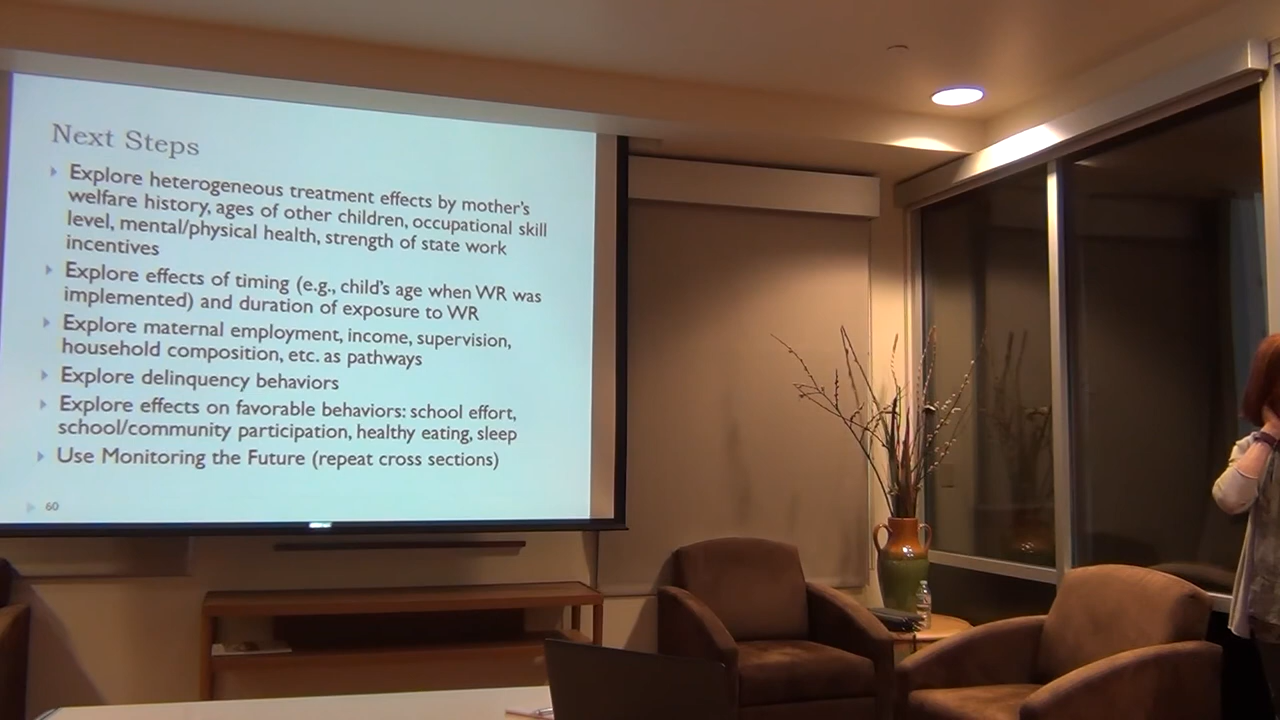 Next Steps
Explore heterogeneous treatment effects by mother's
welfare history, ages of other children, occupational skill
level, mental/physical health, strength of state work
incentives
Explore effects of timing (e.g., child's age when WR was
implemented) and duration of exposure to WR
Explore maternal employment, income, supervision,
household composition, etc. as pathways
Explore delinquency behaviors
Explore effects on favorable behaviors: school effort,
school/community participation, healthy eating, sleep
Use Monitoring the Future (repeat cross sections)
60